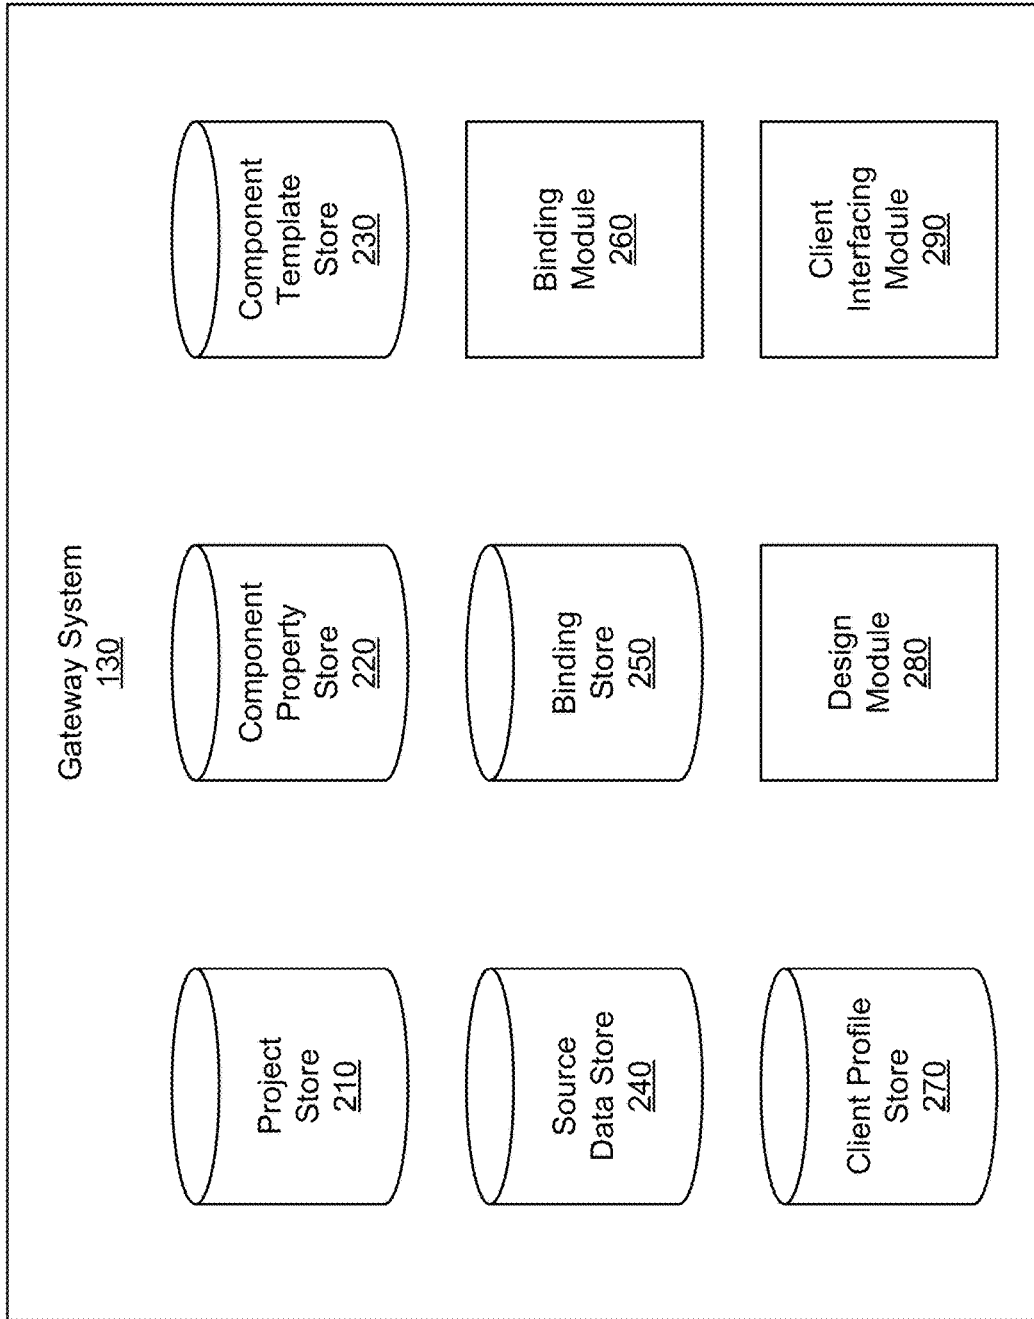 Gateway System
130
Project
Store
210
Component
Property
Store
220
Component
Template
Store
230
Source
Data Store
240
Binding
Store
250
Binding
Module
260
Client Profile
Store
270
Design
Module
280
Client
Interfacing
Module
290